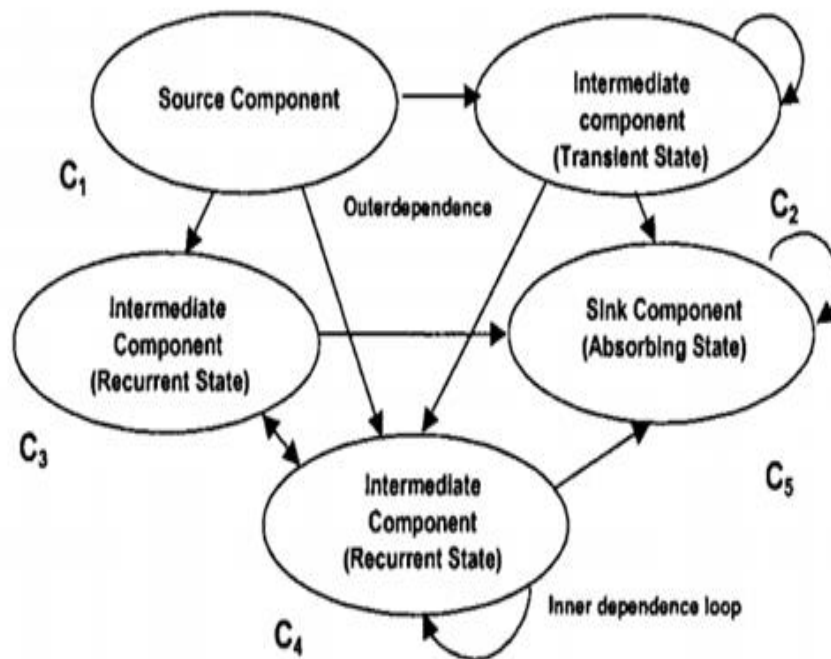 Source Component
Intermediate
component
(Transient State)
C1
Outerdependence
C2
Intermediate
Component
(Recurrent State)
Sink Component
(Absorbing State)
C3
C5
Intermediate
Component
(Recurrent State)
Inner dependence loop
C4